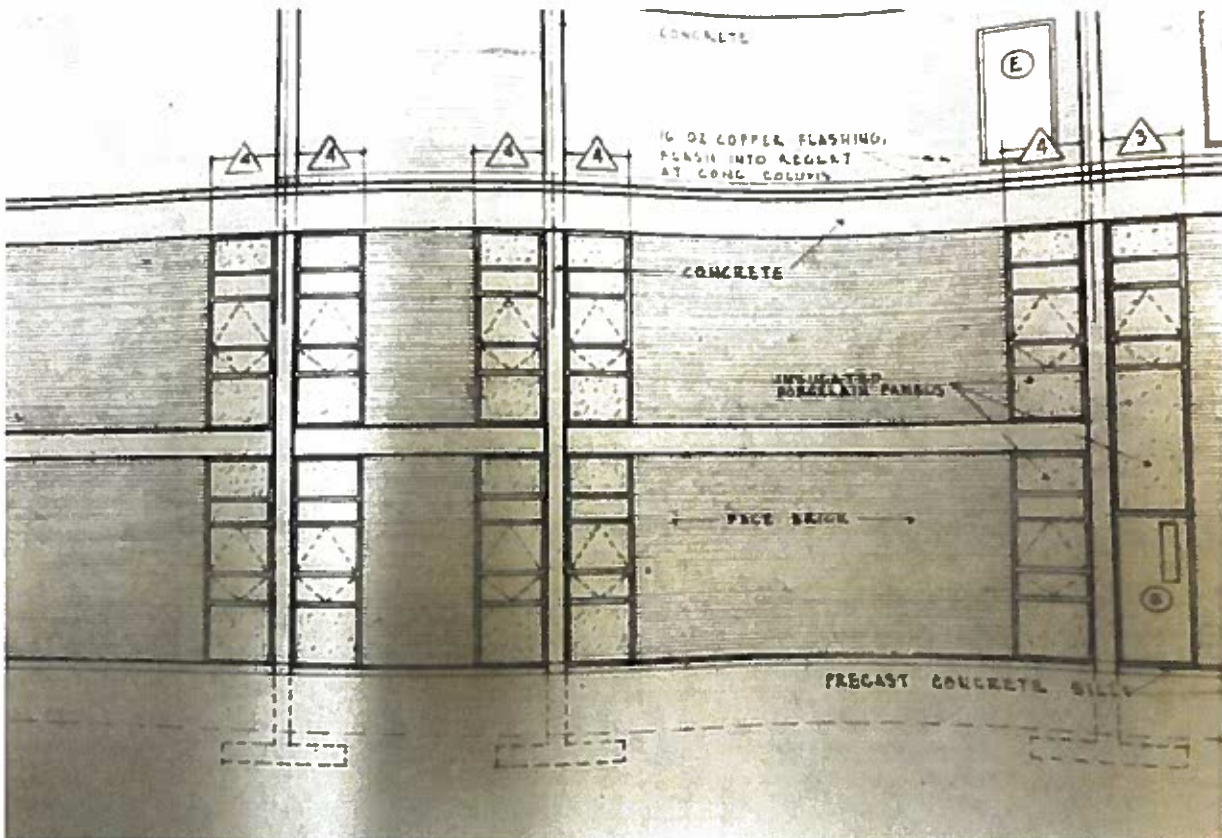 CONCRETE
E
16 OZ COPPER FLASHING,
FLASH INTO REGLET
AT CONC COLUMN
4
4
4
4
4
3
CONCRETE
INSULATED
PORCELAIN PANELS
FACE BRICK
PRECAST CONCRETE SILL